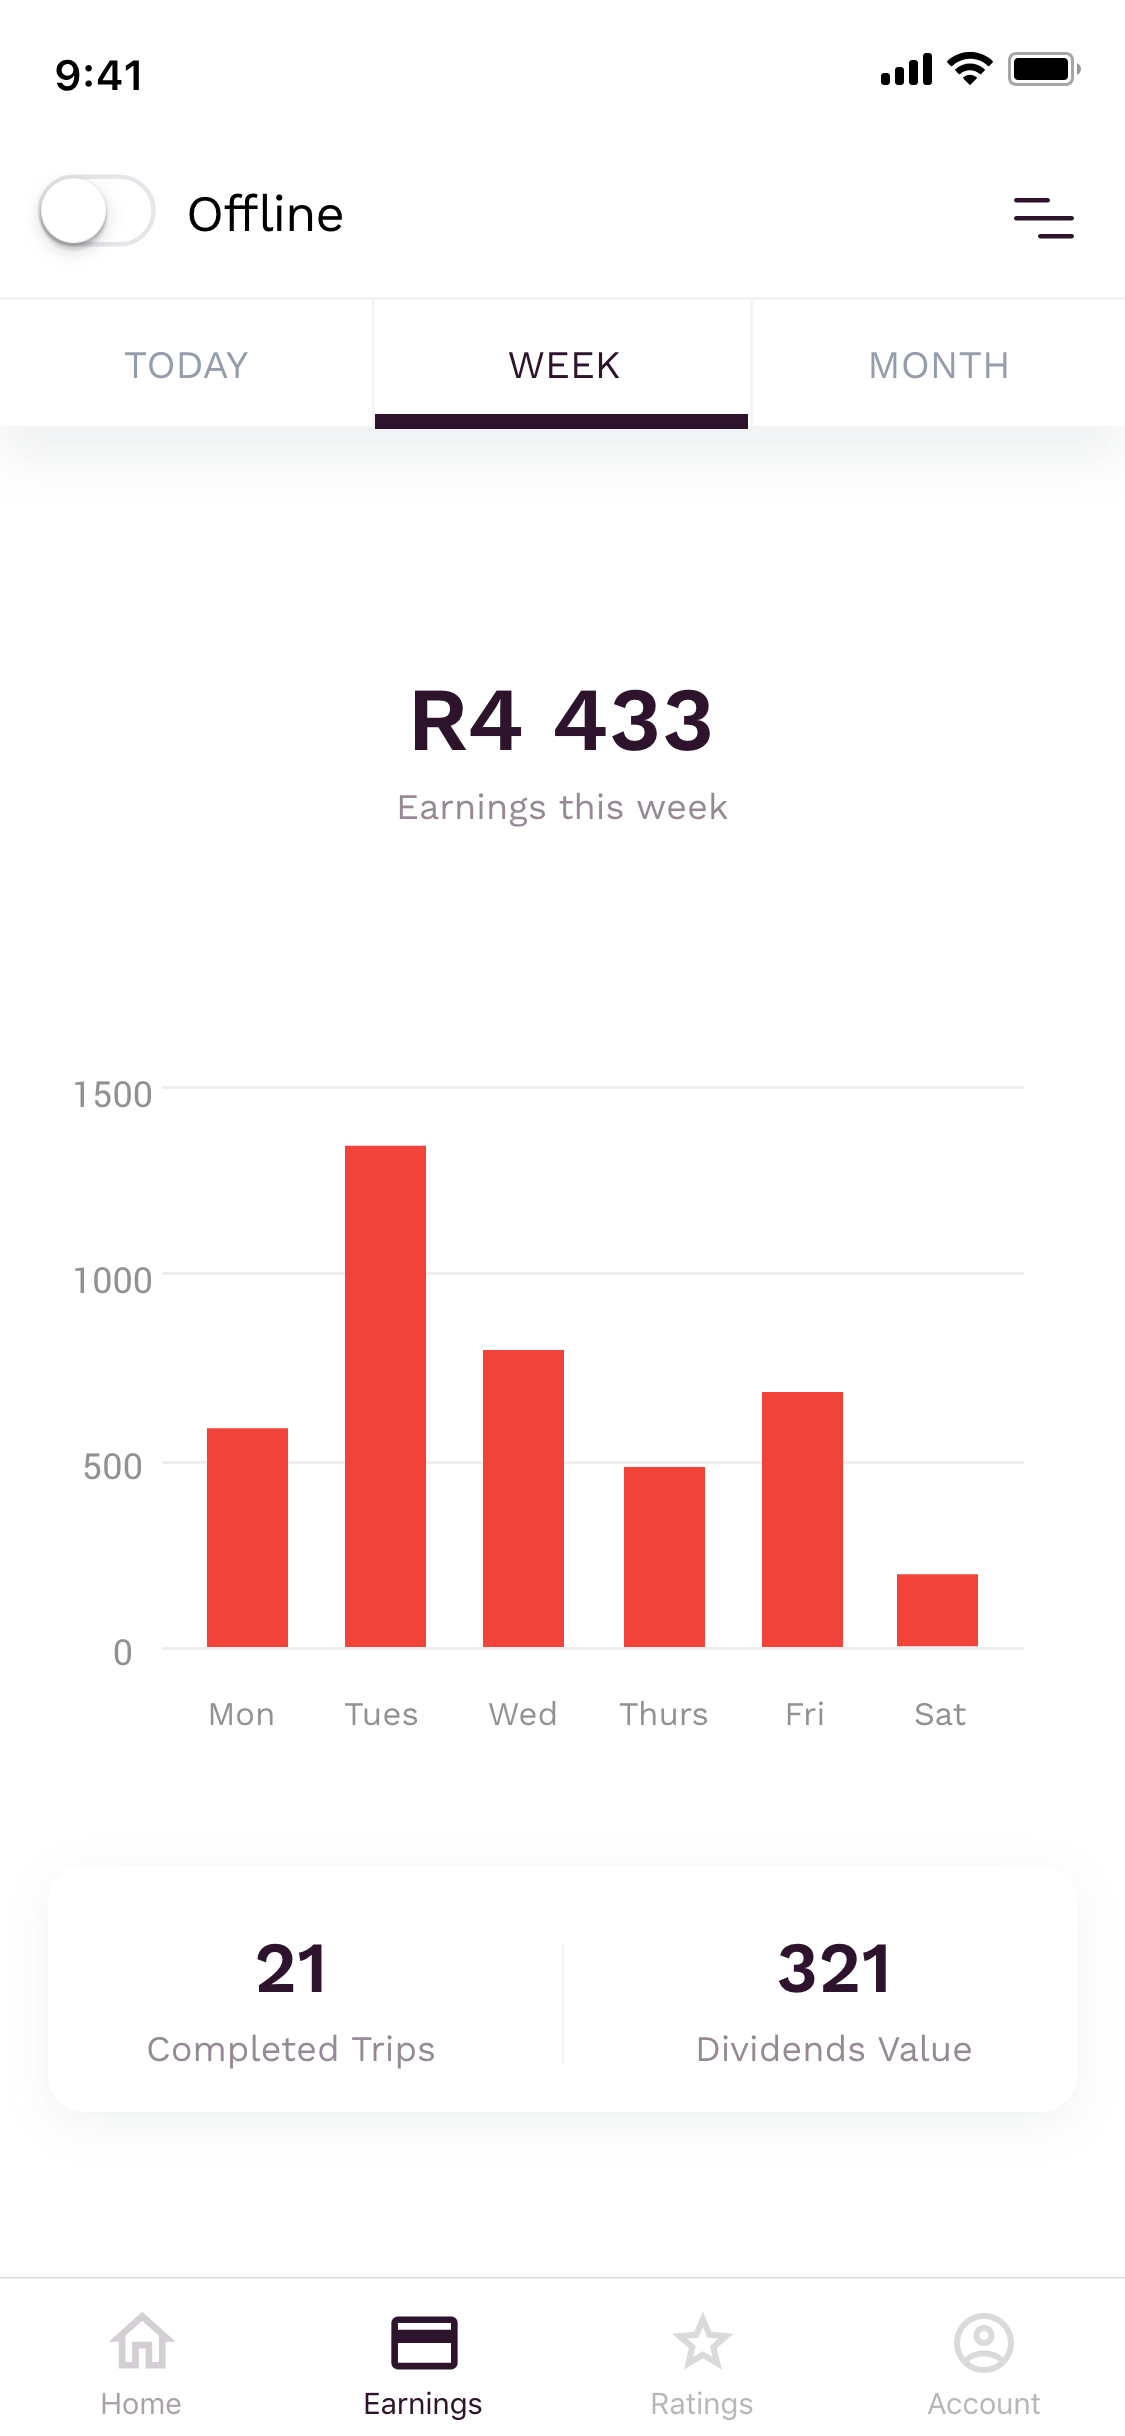 9:41
Offline
TODAY
WEEK
MONTH
R4 433
Earnings this week
1500
1000
500
0
Mon
Tues
Wed
Thurs
Fri
Sat
21
Completed Trips
321
Dividends Value
Home
Earnings
Ratings
Account